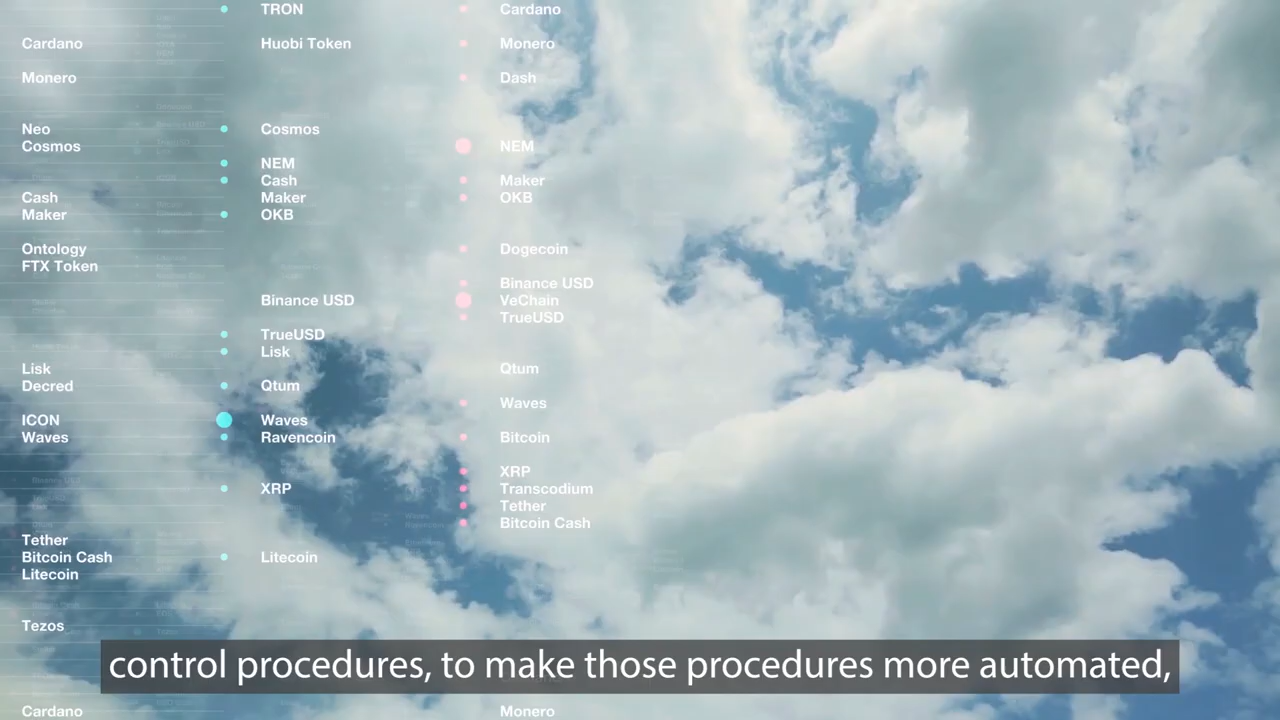 Cardano
Monero
Neo
Cosmos
Cash
Maker
Ontology
FTX Token
Lisk
Decred
ICON
Waves
Tether
Bitcoin Cash
Litecoin
Tezos
Cardano
TRON
Huobi Token
Cosmos
NEM
Cash
Maker
OKB
Binance USD
TrueUSD
Lisk
Qtum
Waves
Ravencoin
XRP
Litecoin
Cardano
Monero
Dash
NEM
Maker
OKB
Dogecoin
Binance USD
VeChain
TrueUSD
Qtum
Waves
Bitcoin
XRP
Transcodium
Tether
Bitcoin Cash
Monero
control procedures, to make those procedures more automated,